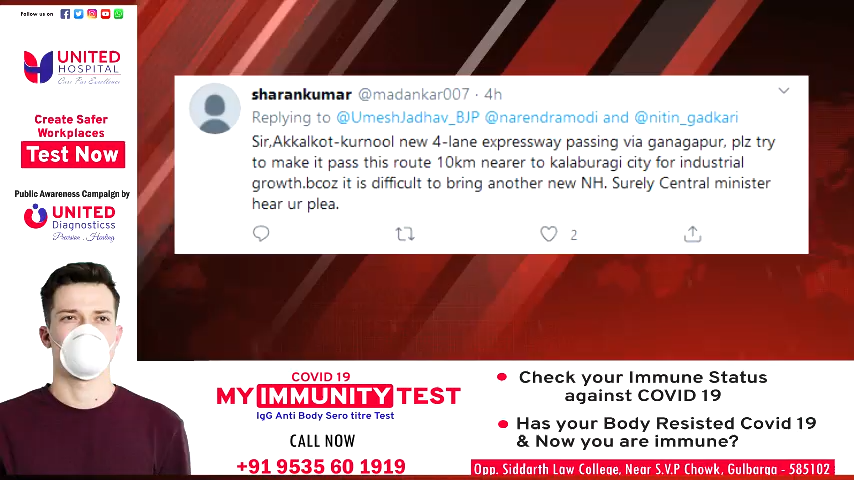 Follow us on
UNITED
HOSPITAL
Care For Excellence
Create Safer
Workplaces
Test Now
Public Awareness Campaign by
UNITED
Diagnosticss
Precision.. Healing
sharankumar @madankar007 · 4h
Replying to @UmeshJadhav_BJP @narendramodi and @nitin_gadkari
Sir,Akkalkot-kurnool new 4-lane expressway passing via ganagapur, plz try
to make it pass this route 10km nearer to kalaburagi city for industrial
growth.bcoz it is difficult to bring another new NH. Surely Central minister
hear ur plea.
2
COVID 19
MY IMMUNITY TEST
IgG Anti Body Sero titre Test
CALL NOW
+91 9535 60 1919
• Check your Immune Status
against COVID 19
• Has your Body Resisted Covid 19
& Now you are immune?
Opp. Siddarth Law College, Near S.V.P Chowk, Gulbarga - 585102